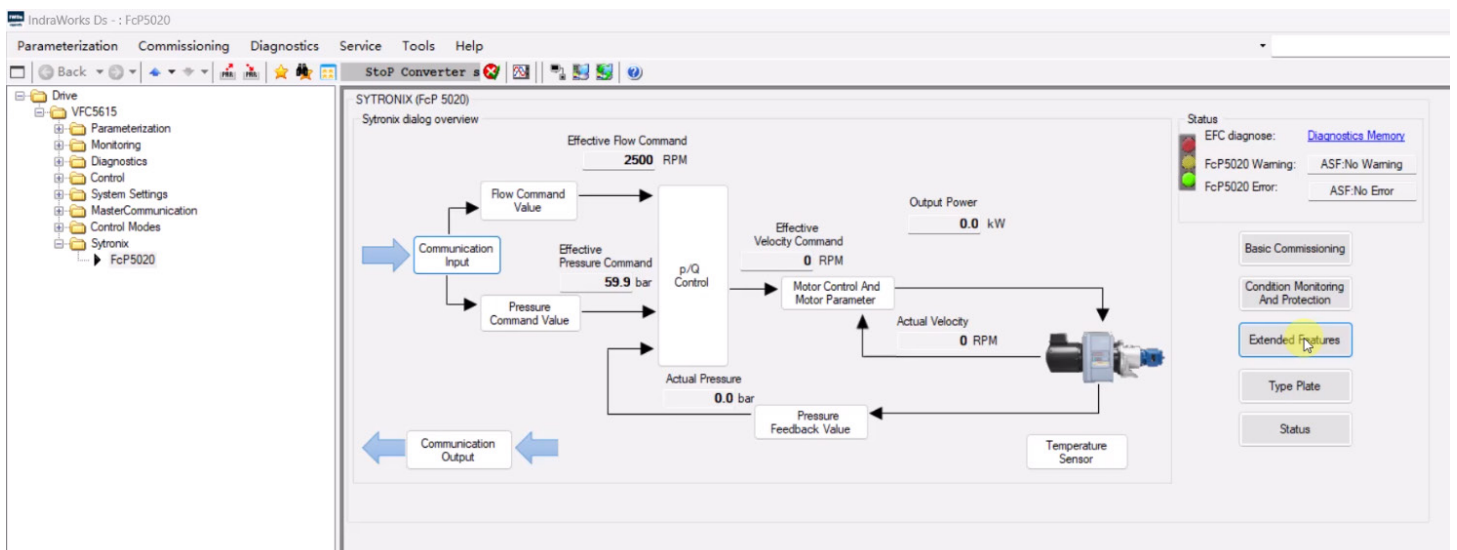 IndraWorks Ds - : FcP5020
Parameterization Commissioning Diagnostics Service Tools Help
Back StoP Converter s
Drive
VFC5615
Parameterization
Monitoring
Diagnostics
Control
System Settings
MasterCommunication
Control Modes
Sytronix
FcP5020
SYTRONIX (FcP 5020)
Sytronix dialog overview
Effective Flow Command
2500 RPM
Flow Command
Value
Communication
Input
Effective
Pressure Command
59.9 bar
Pressure
Command Value
p/Q
Control
Effective
Velocity Command
0 RPM
Output Power
0.0 kW
Motor Control And
Motor Parameter
Actual Velocity
0 RPM
Actual Pressure
0.0 bar
Pressure
Feedback Value
Communication
Output
Temperature
Sensor
Status
EFC diagnose: Diagnostics Memory
FcP5020 Warning: ASF:No Warning
FcP5020 Error: ASF:No Error
Basic Commissioning
Condition Monitoring
And Protection
Extended Features
Type Plate
Status